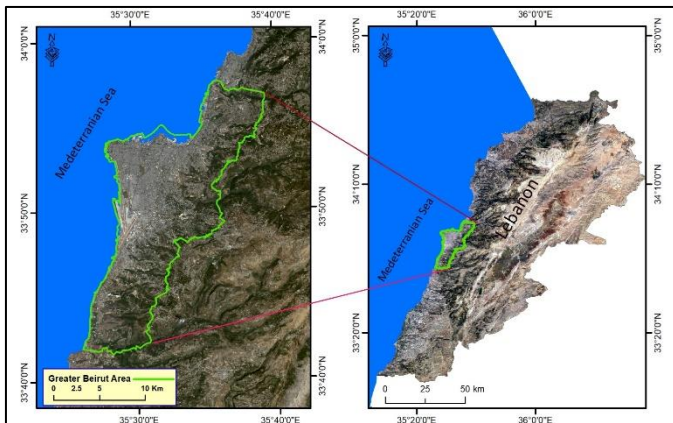 35°30'0"E
35°40'0"E
N
34°0'0"N
33°50'0"N
33°40'0"N
Medeterranian Sea
Greater Beirut Area
0 2.5 5 10 Km
35°30'0"E
35°40'0"E
34°0'0"N
33°50'0"N
33°40'0"N
35°20'0"E
36°0'0"E
N
35°0'0"N
34°10'0"N
33°20'0"N
Medeterranian Sea
Lebanon
0 25 50 km
35°20'0"E
36°0'0"E
35°0'0"N
34°10'0"N
33°20'0"N